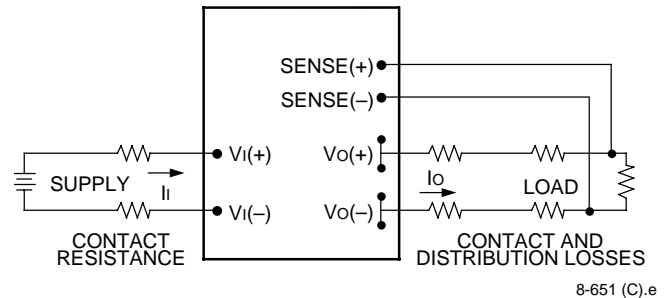 SENSE(+)
SENSE(–)
VI(+)
VO(+)
SUPPLY
II
IO
LOAD
VI(–)
VO(–)
CONTACT
RESISTANCE
CONTACT AND
DISTRIBUTION LOSSES
8-651 (C).e